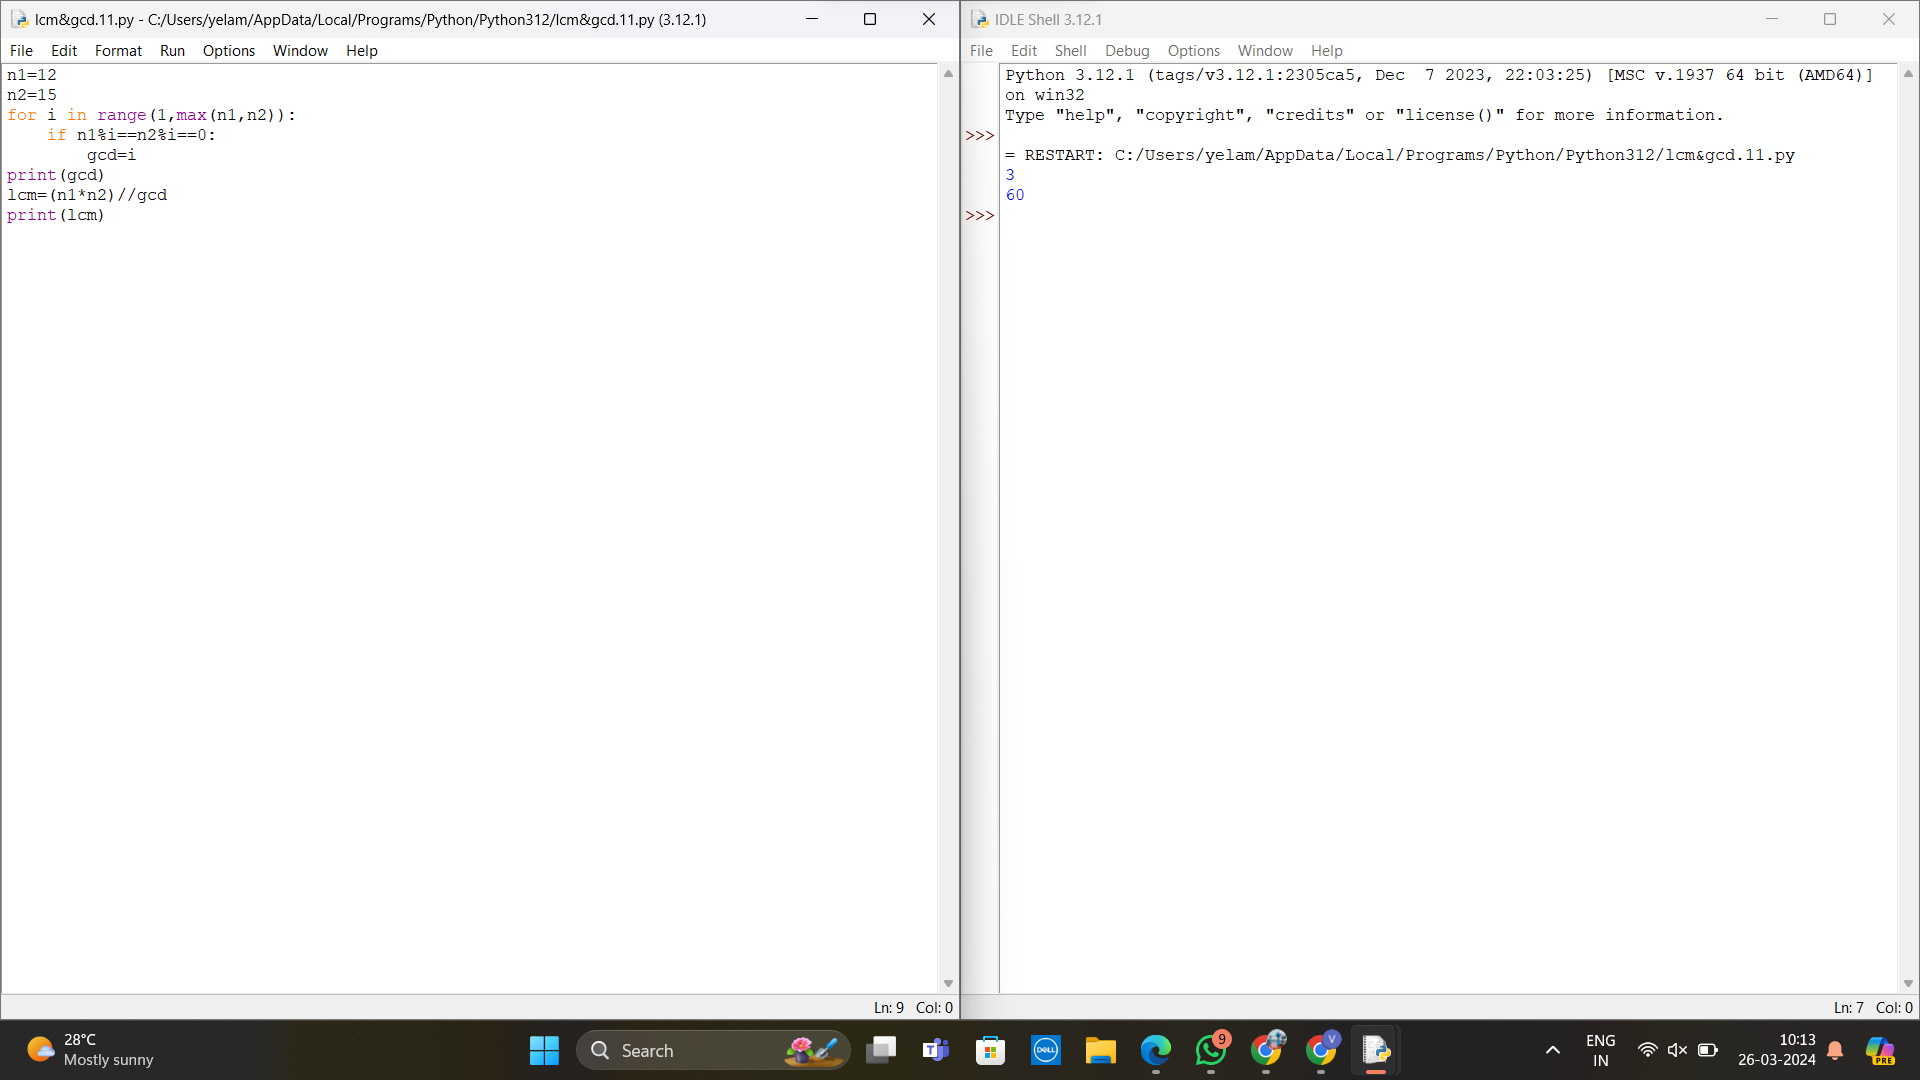 lcm&gcd.11.py - C:/Users/yelam/AppData/Local/Programs/Python/Python312/lcm&gcd.11.py (3.12.1)
File Edit Format Run Options Window Help
n1=12
n2=15
for i in range(1,max(n1,n2)):
    if n1%i==n2%i==0:
        gcd=i
print(gcd)
lcm=(n1*n2)//gcd
print(lcm)
Ln: 9 Col: 0
IDLE Shell 3.12.1
File Edit Shell Debug Options Window Help
Python 3.12.1 (tags/v3.12.1:2305ca5, Dec  7 2023, 22:03:25) [MSC v.1937 64 bit (AMD64)]
on win32
Type "help", "copyright", "credits" or "license()" for more information.
>>>
= RESTART: C:/Users/yelam/AppData/Local/Programs/Python/Python312/lcm&gcd.11.py
3
60
>>>
Ln: 7 Col: 0
28°C
Mostly sunny
Search
T
DELL
9
V
ENG
IN
10:13
26-03-2024
PRE